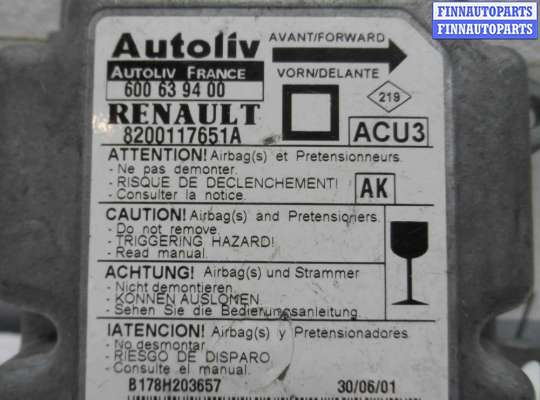 FINNAUTOPARTS
FINNAUTOPARTS
Autoliv
AVANT/FORWARD
AUTOLIV FRANCE
VORN/DELANTE
600 63 94 00
RENAULT
219
8200117651A
ACU3
ATTENTION! Airbag(s) et Pretensionneurs.
- Ne pas demonter.
- RISQUE DE DECLENCHEMENT!
- Consulter la notice.
AK
CAUTION! Airbag(s) and Pretensioners.
- Do not remove.
- TRIGGERING HAZARD!
- Read manual.
ACHTUNG! Airbag(s) und Strammer
- Nicht demontieren.
- KONNEN AUSLOMEN
- Sehen Sie die Bedienungsanleitung.
!ATENCION! Airbag(s) y Pretensionadores
- No desmontar
- RIESGO DE DISPARO.
- Consulte el manual.
B178H203657
30/06/01